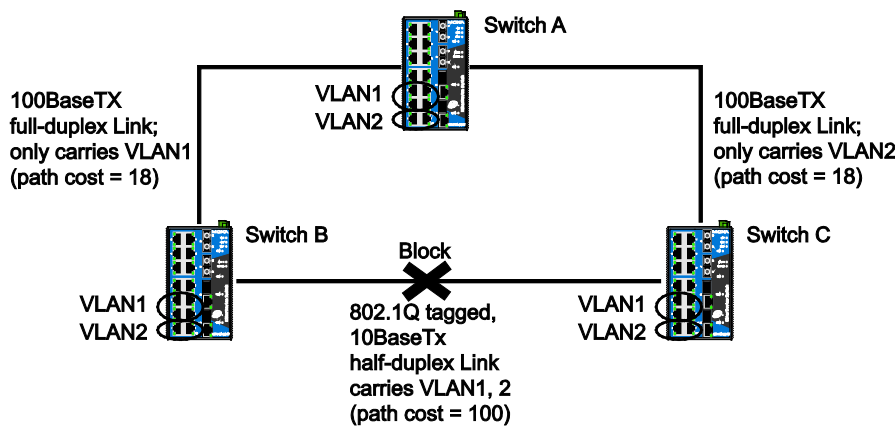 Switch A
VLAN1
VLAN2
100BaseTX
full-duplex Link;
only carries VLAN1
(path cost = 18)
100BaseTX
full-duplex Link;
only carries VLAN2
(path cost = 18)
Switch B
VLAN1
VLAN2
Block
802.1Q tagged,
10BaseTx
half-duplex Link
carries VLAN1, 2
(path cost = 100)
Switch C
VLAN1
VLAN2